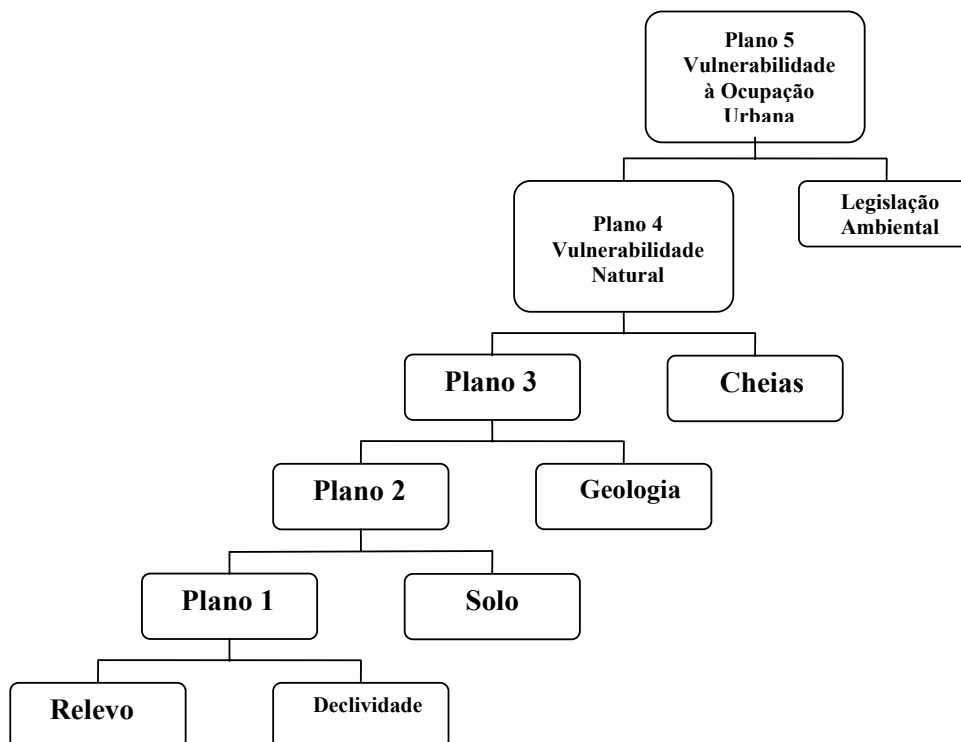 Plano 5
Vulnerabilidade
à Ocupação
Urbana
Legislação
Ambiental
Plano 4
Vulnerabilidade
Natural
Plano 3
Cheias
Plano 2
Geologia
Plano 1
Solo
Relevo
Declividade